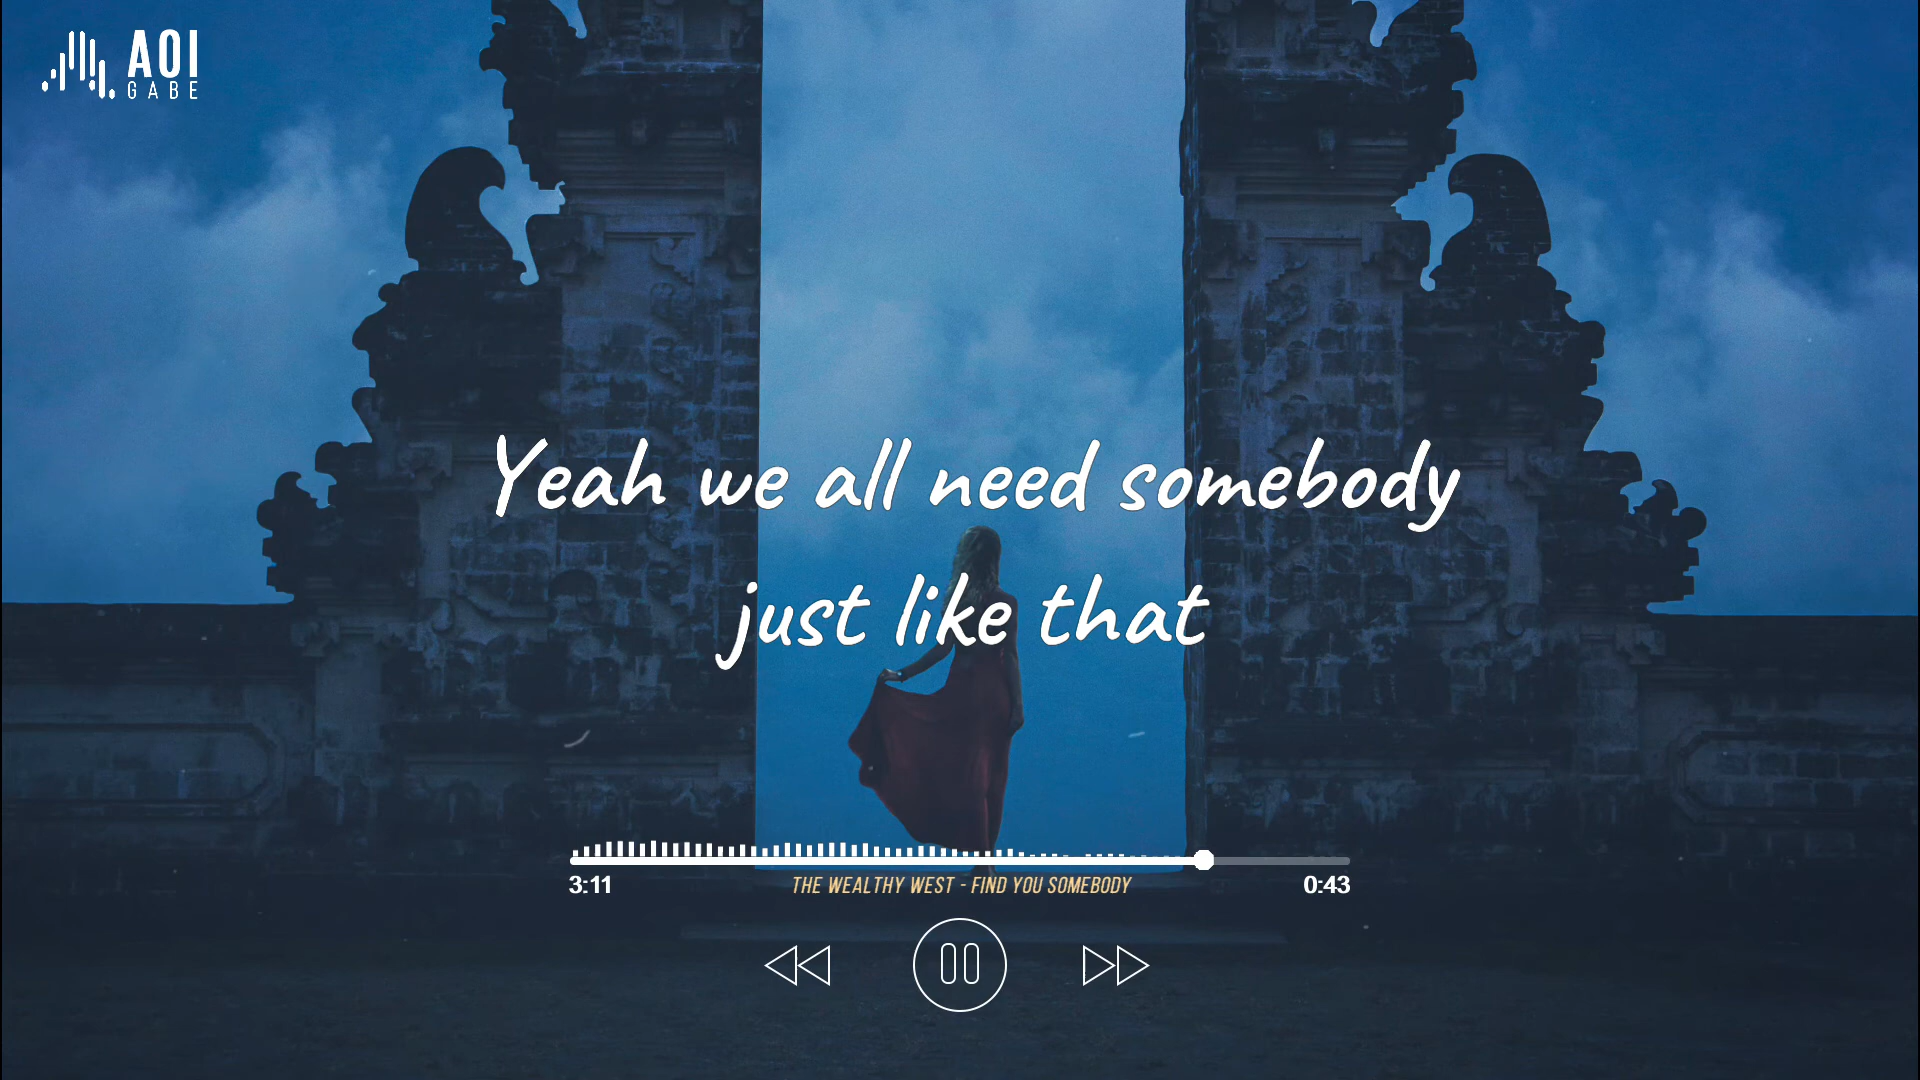 AOI
GABE
Yeah we all need somebody
just like that
3:11
THE WEALTHY WEST - FIND YOU SOMEBODY
0:43